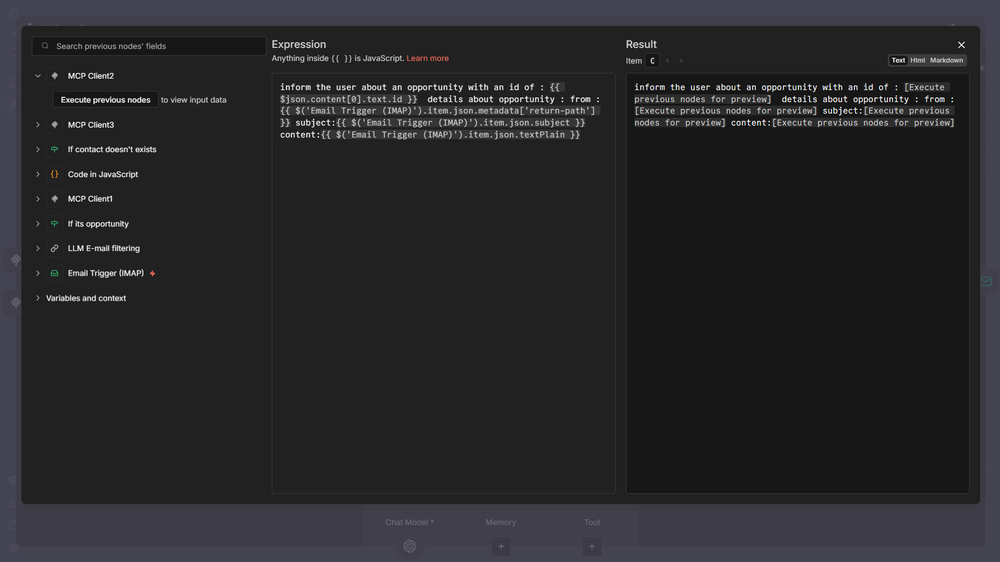 Search previous nodes' fields
MCP Client2
Execute previous nodes to view input data
MCP Client3
If contact doesn't exists
Code in JavaScript
MCP Client1
If its opportunity
LLM E-mail filtering
Email Trigger (IMAP)
Variables and context
Expression
Anything inside {{ }} is JavaScript. Learn more
inform the user about an opportunity with an id of : {{
$json.content[0].text.id }}  details about opportunity : from :
{{ $('Email Trigger (IMAP)').item.json.metadata['return-path']
}} subject:{{ $('Email Trigger (IMAP)').item.json.subject }}
content:{{ $('Email Trigger (IMAP)').item.json.textPlain }}
Result
Item 0
Text Html Markdown
inform the user about an opportunity with an id of : [Execute
previous nodes for preview]  details about opportunity : from :
[Execute previous nodes for preview] subject:[Execute previous
nodes for preview] content:[Execute previous nodes for preview]
Chat Model * Memory Tool